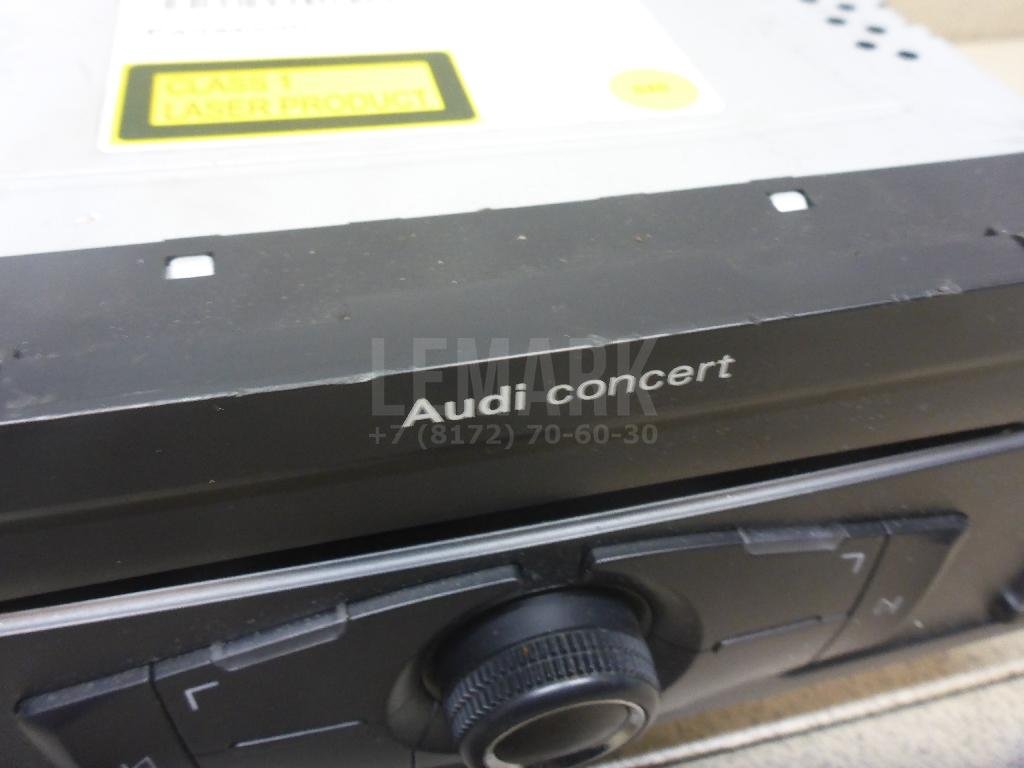 CLASS 1
LASER PRODUCT
LEMARK
Audi concert
+7 (8172) 70-60-30